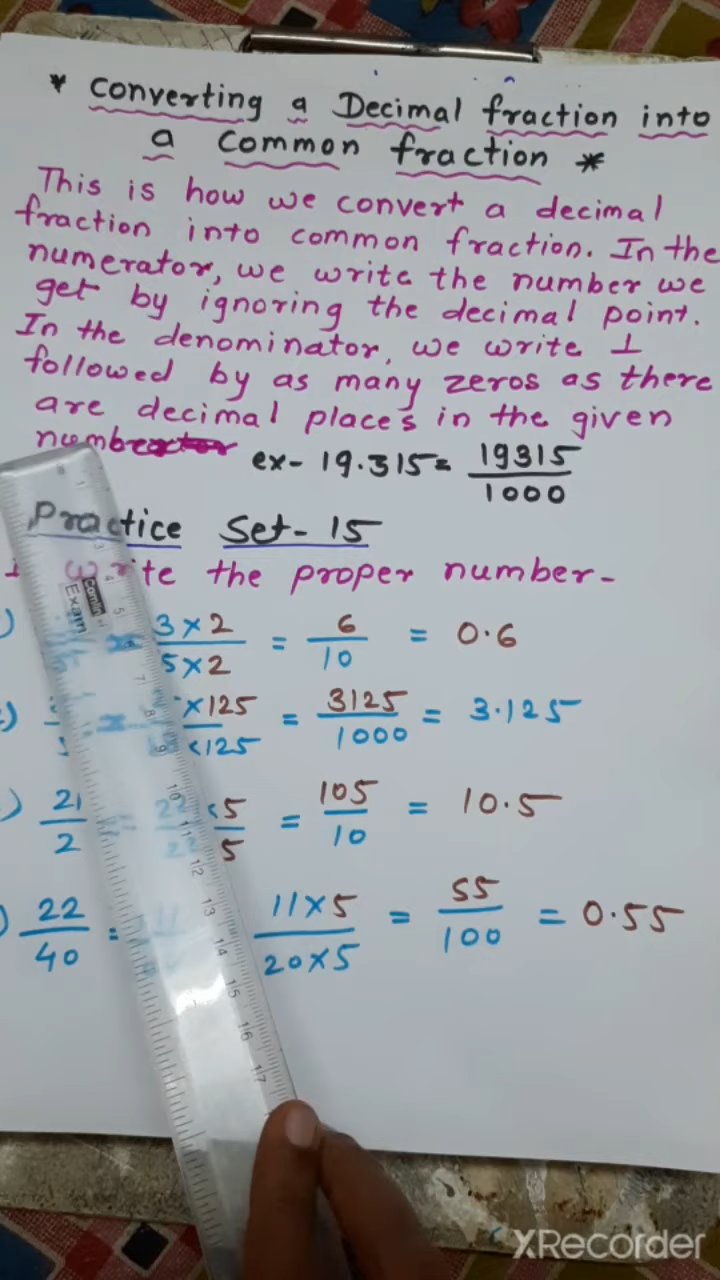 * Converting a Decimal fraction into
a common fraction *
This is how we convert a decimal
fraction into common fraction. In the
numerator, we write the number we
get by ignoring the decimal point.
In the denominator, we write 1
followed by as many zeros as there
are decimal places in the given
ex- 19.315 = 19315/1000
Practice Set-15
Write the proper number-
3×2/5×2 = 6/10 = 0.6
×125/×125 = 3125/1000 = 3.125
21/2 = ×5/5 = 105/10 = 10.5
22/40 = 11×5/20×5 = 55/100 = 0.55
XRecorder